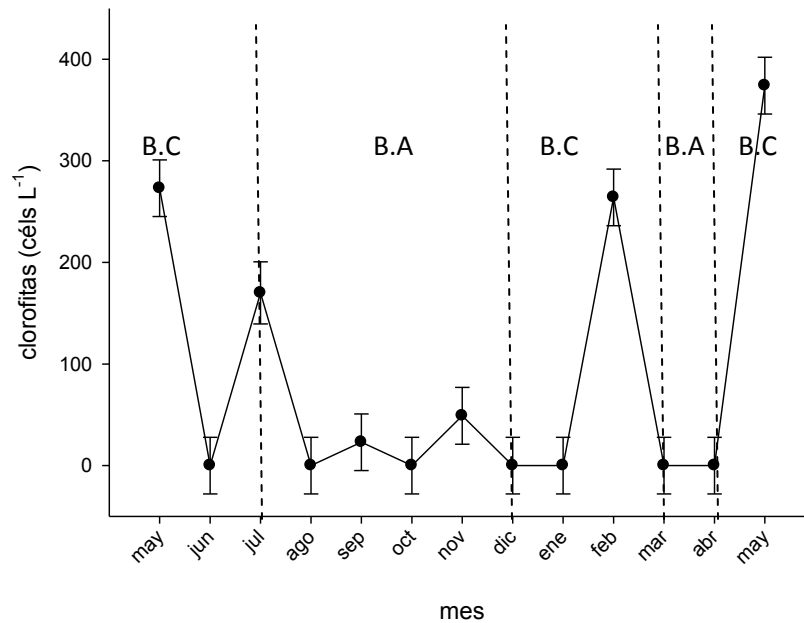 400
300
200
100
0
clorofitas (céls L⁻¹)
B.C B.A B.C B.A B.C
may jun jul ago sep oct nov dic ene feb mar abr may
mes